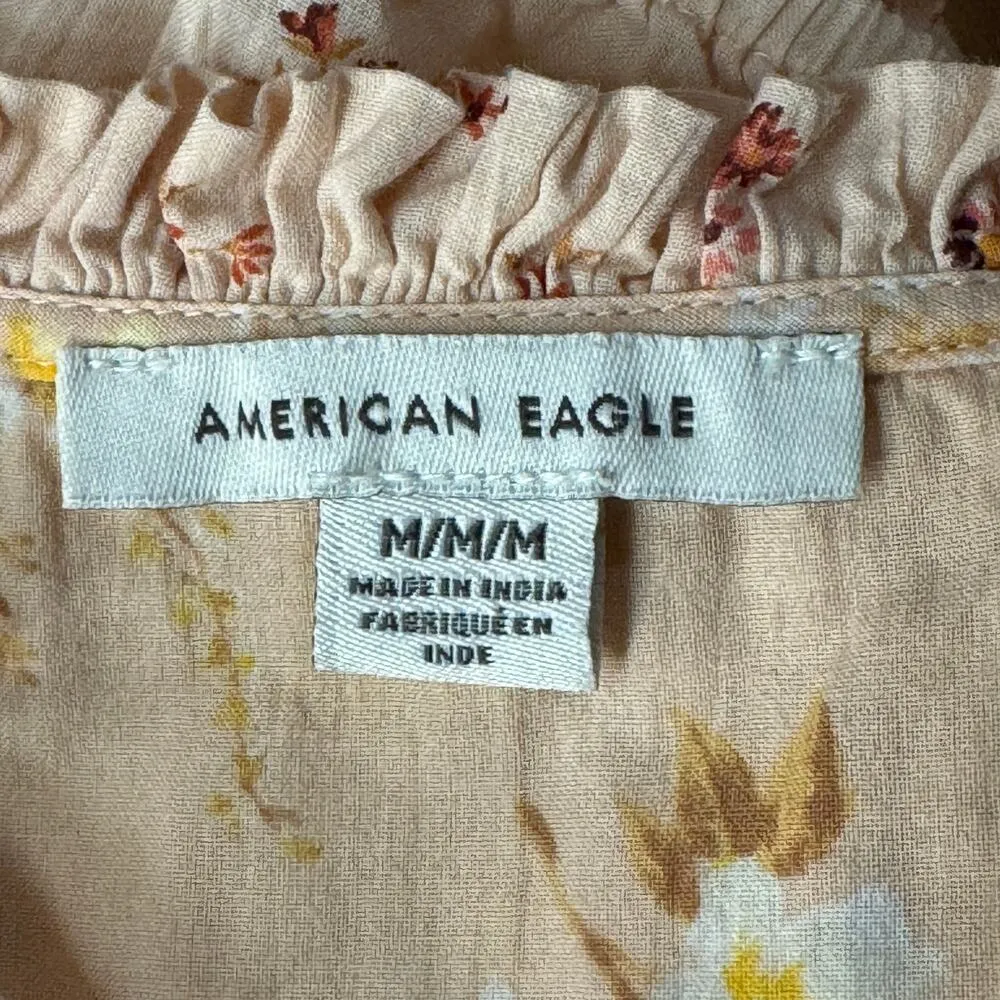 AMERICAN EAGLE
M/M/M
MADE IN INDIA
FABRIQUÉ EN
INDE